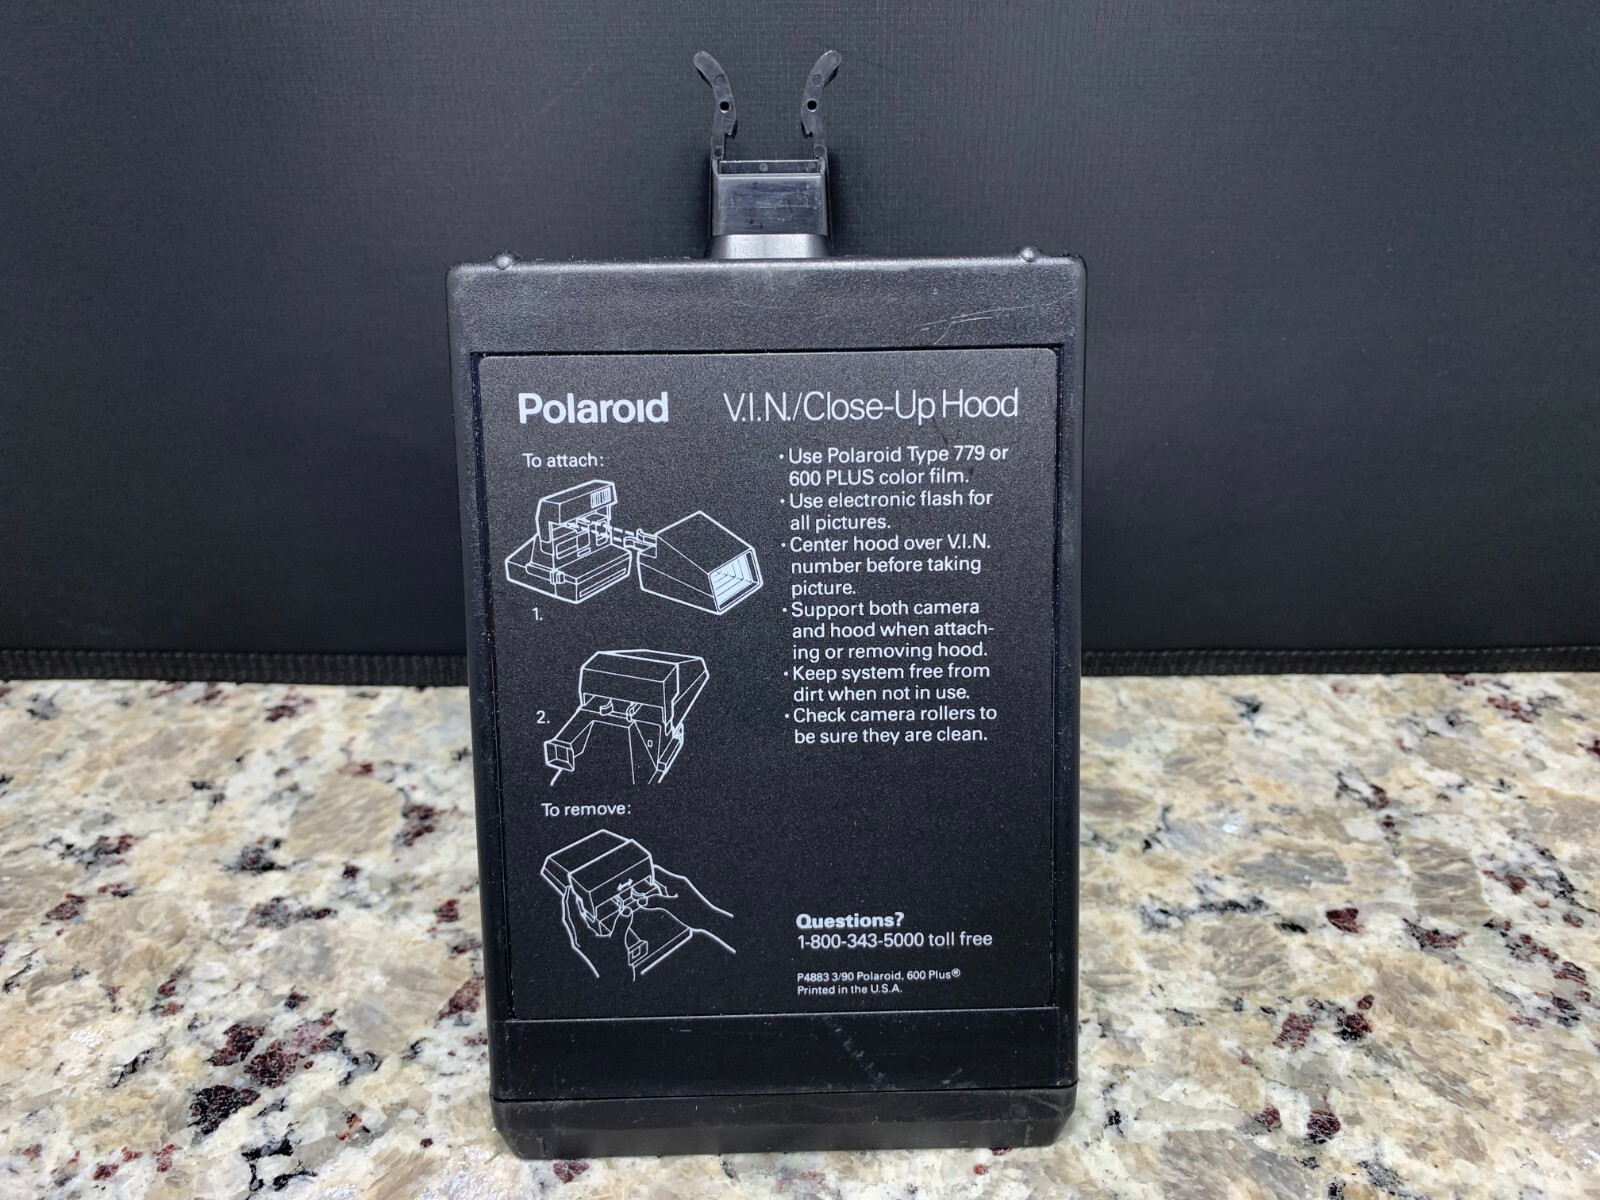 Polaroid V.I.N./Close-Up Hood
To attach:
1.
2.
To remove:
• Use Polaroid Type 779 or
600 PLUS color film.
• Use electronic flash for
all pictures.
• Center hood over V.I.N.
number before taking
picture.
• Support both camera
and hood when attach-
ing or removing hood.
• Keep system free from
dirt when not in use.
• Check camera rollers to
be sure they are clean.
Questions?
1-800-343-5000 toll free
P4883 3/90 Polaroid, 600 Plus®
Printed in the U.S.A.